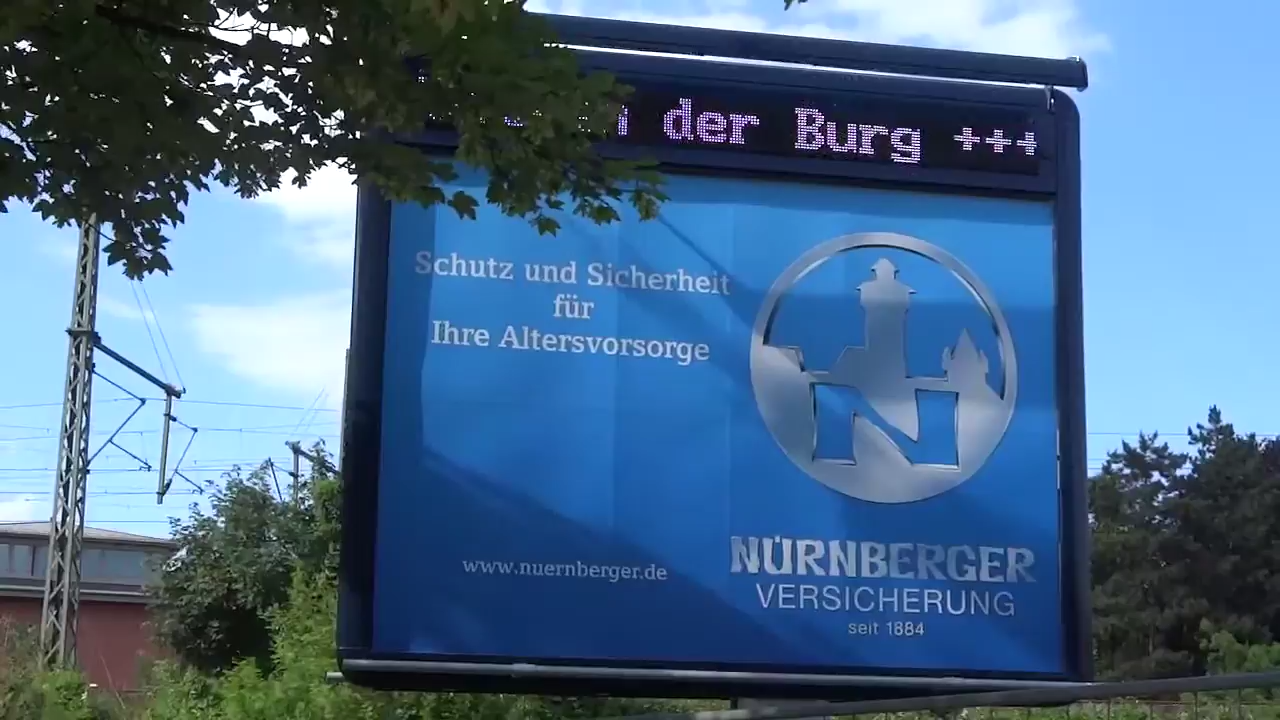 der Burg +++
Schutz und Sicherheit
für
Ihre Altersvorsorge
N
www.nuernberger.de
NÜRNBERGER
VERSICHERUNG
seit 1884